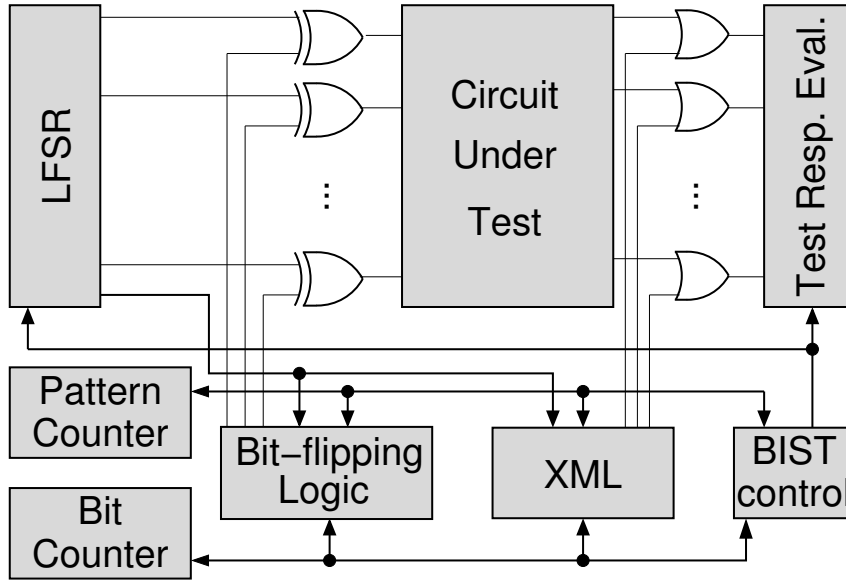 LFSR
Circuit
Under
Test
Test Resp. Eval.
...
...
Pattern
Counter
Bit−flipping
Logic
XML
BIST
control
Bit
Counter